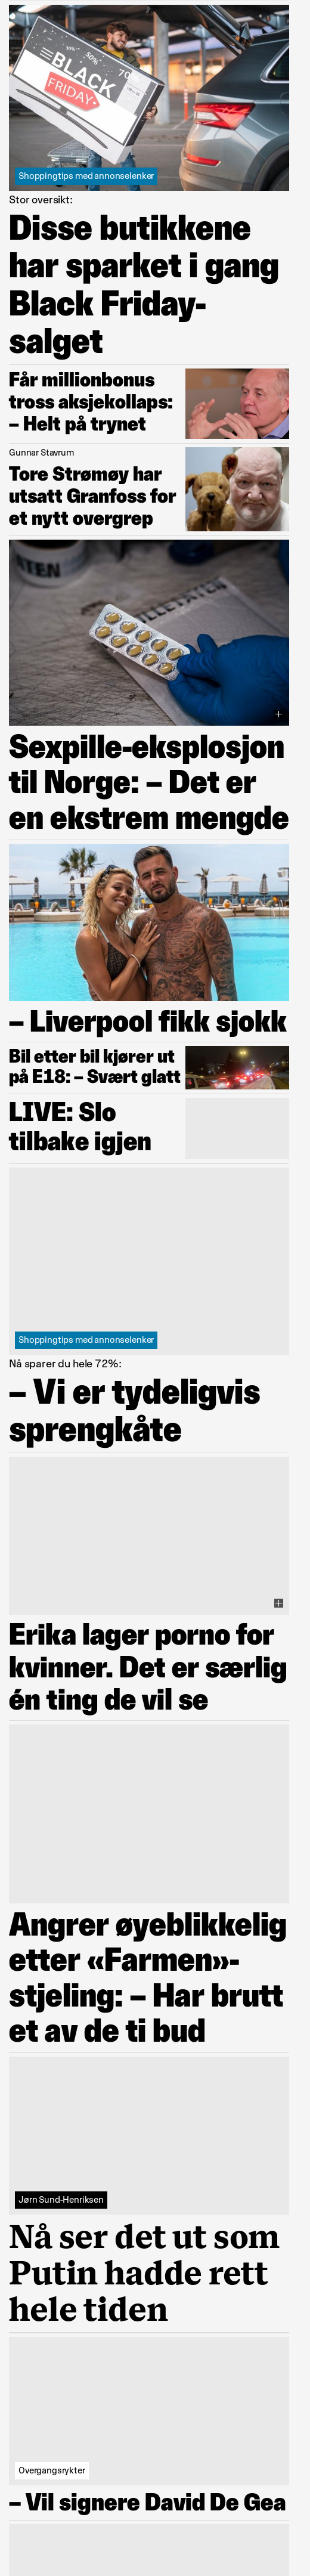 70%
50%
30%
BLACK
FRIDAY
Shoppingtips med annonselenker
Stor oversikt:
Disse butikkene
har sparket i gang
Black Friday-
salget
Får millionbonus
tross aksjekollaps:
– Helt på trynet
Gunnar Stavrum
Tore Strømøy har
utsatt Granfoss for
et nytt overgrep
Sexpille-eksplosjon
til Norge: – Det er
en ekstrem mengde
– Liverpool fikk sjokk
Bil etter bil kjører ut
på E18: – Svært glatt
LIVE: Slo
tilbake igjen
Shoppingtips med annonselenker
Nå sparer du hele 72%:
– Vi er tydeligvis
sprengkåte
Erika lager porno for
kvinner. Det er særlig
én ting de vil se
Angrer øyeblikkelig
etter «Farmen»-
stjeling: – Har brutt
et av de ti bud
Jørn Sund-Henriksen
Nå ser det ut som
Putin hadde rett
hele tiden
Overgangsrykter
– Vil signere David De Gea